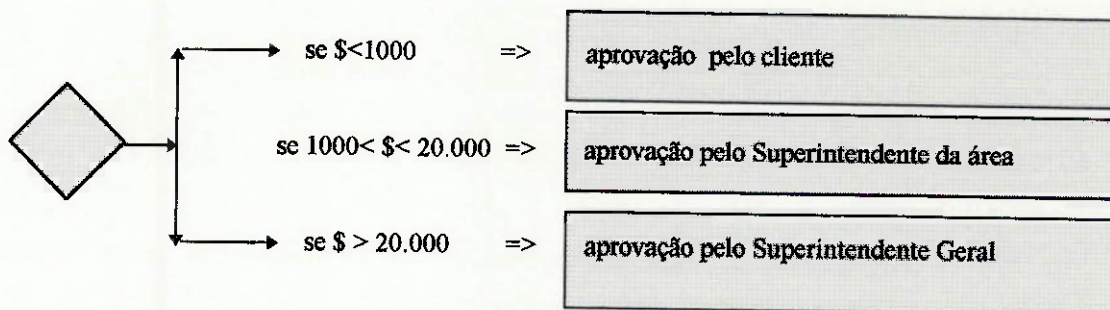 se $<1000 => aprovação pelo cliente
se 1000< $< 20.000 => aprovação pelo Superintendente da área
se $ > 20.000 => aprovação pelo Superintendente Geral